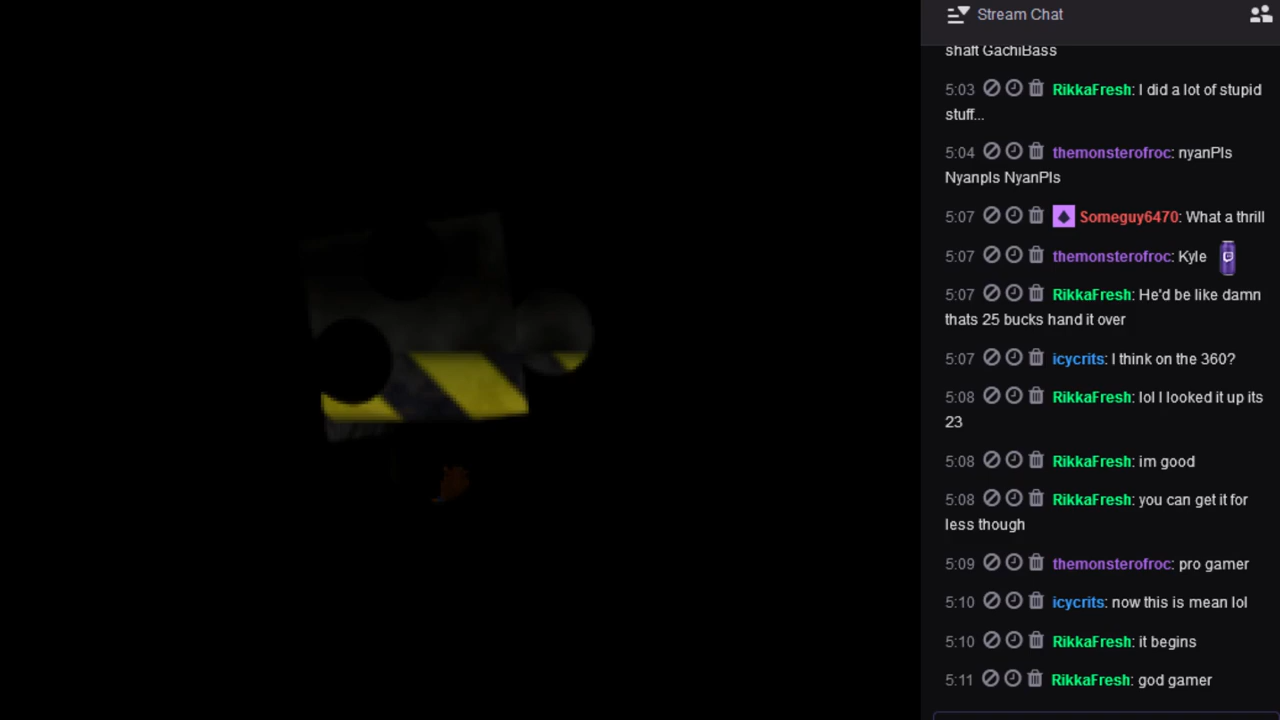 Stream Chat
shaft GachiBass
5:03 RikkaFresh: I did a lot of stupid
stuff...
5:04 themonsterofroc: nyanPls
Nyanpls NyanPls
5:07 Someguy6470: What a thrill
5:07 themonsterofroc: Kyle
5:07 RikkaFresh: He'd be like damn
thats 25 bucks hand it over
5:07 icycrits: I think on the 360?
5:08 RikkaFresh: lol I looked it up its
23
5:08 RikkaFresh: im good
5:08 RikkaFresh: you can get it for
less though
5:09 themonsterofroc: pro gamer
5:10 icycrits: now this is mean lol
5:10 RikkaFresh: it begins
5:11 RikkaFresh: god gamer